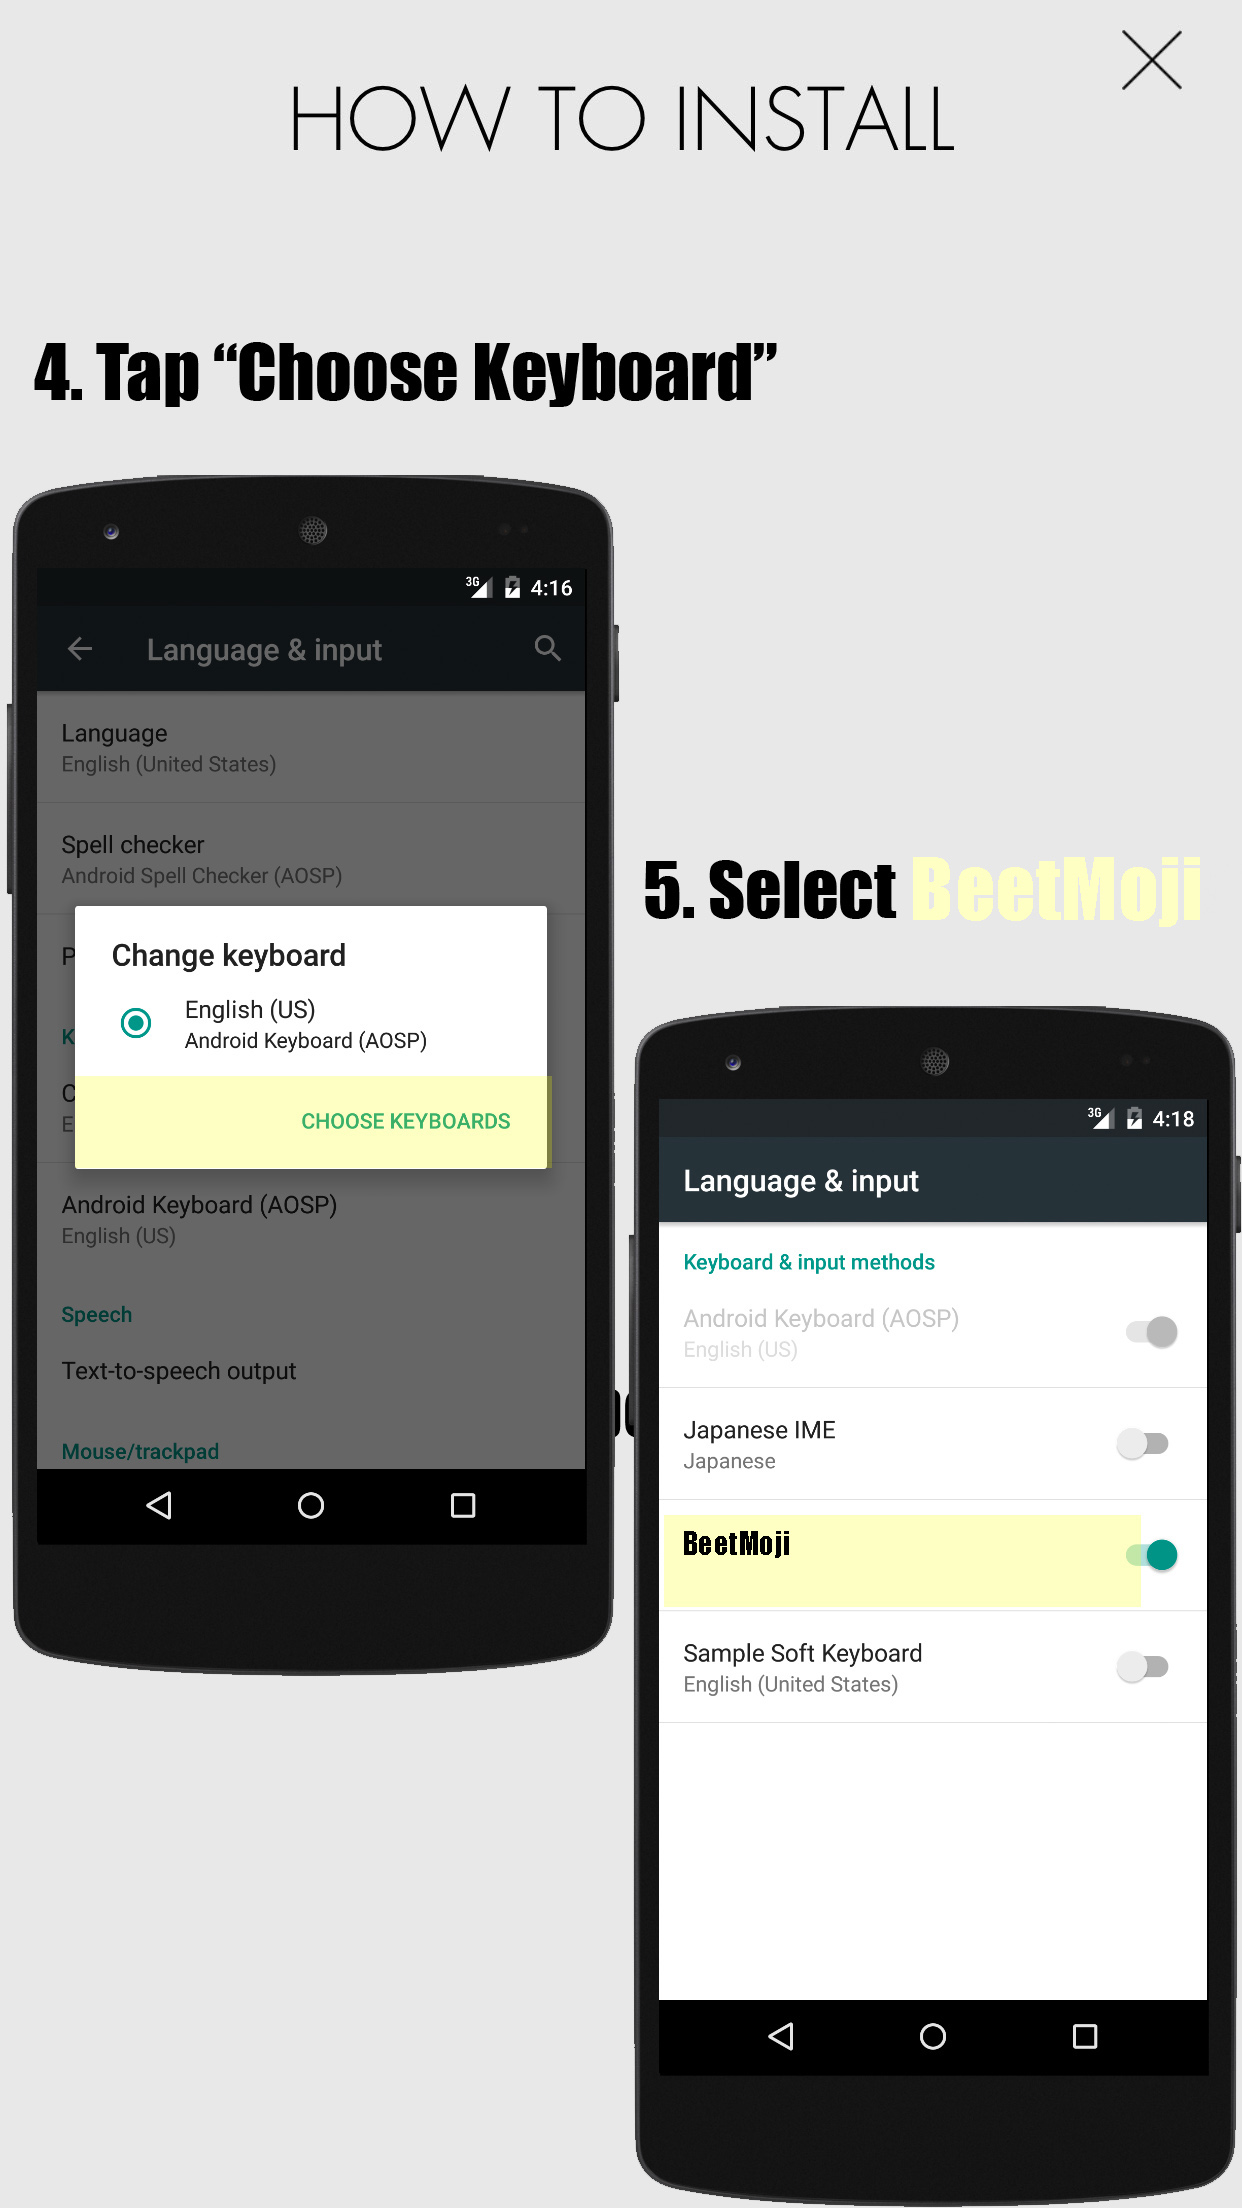 HOW TO INSTALL
4. Tap “Choose Keyboard”
3G 4:16
Language & input
Language
English (United States)
Spell checker
Android Spell Checker (AOSP)
P
Change keyboard
English (US)
Android Keyboard (AOSP)
K
C
E
CHOOSE KEYBOARDS
Android Keyboard (AOSP)
English (US)
Speech
Text-to-speech output
Mouse/trackpad
5. Select BeetMoji
3G 4:18
Language & input
Keyboard & input methods
Android Keyboard (AOSP)
English (US)
Japanese IME
Japanese
BeetMoji
Sample Soft Keyboard
English (United States)